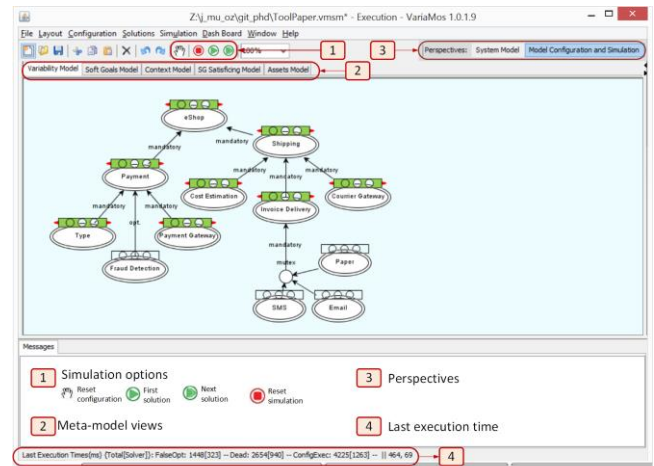 Z:\j_mu_oz\git_phd\ToolPaper.vmsm* - Execution - VariaMos 1.0.1.9
File Layout Configuration Solutions Simulation Dash Board Window Help
100% 1 3 Perspectives: System Model Model Configuration and Simulation
Variability Model Soft Goals Model Context Model SG Satisficing Model Assets Model 2
eShop
mandatory mandatory
Shipping
Payment
mandatory mandatory mandatory
Cost Estimation Invoice Delivery Counter Gateway
mandatory opt. mandatory
Type Payment Gateway
mandatory
Fraud Detection mutex Paper
SMS Email
Messages
1 Simulation options
Reset configuration First solution Next solution Reset simulation
3 Perspectives
2 Meta-model views
4 Last execution time
Last Execution Times(ms) (Total[Solver]): FalseOpt: 1448[323] -- Dead: 2654[940] -- ConfigExec: 4225[1263] -- || 464, 69 4